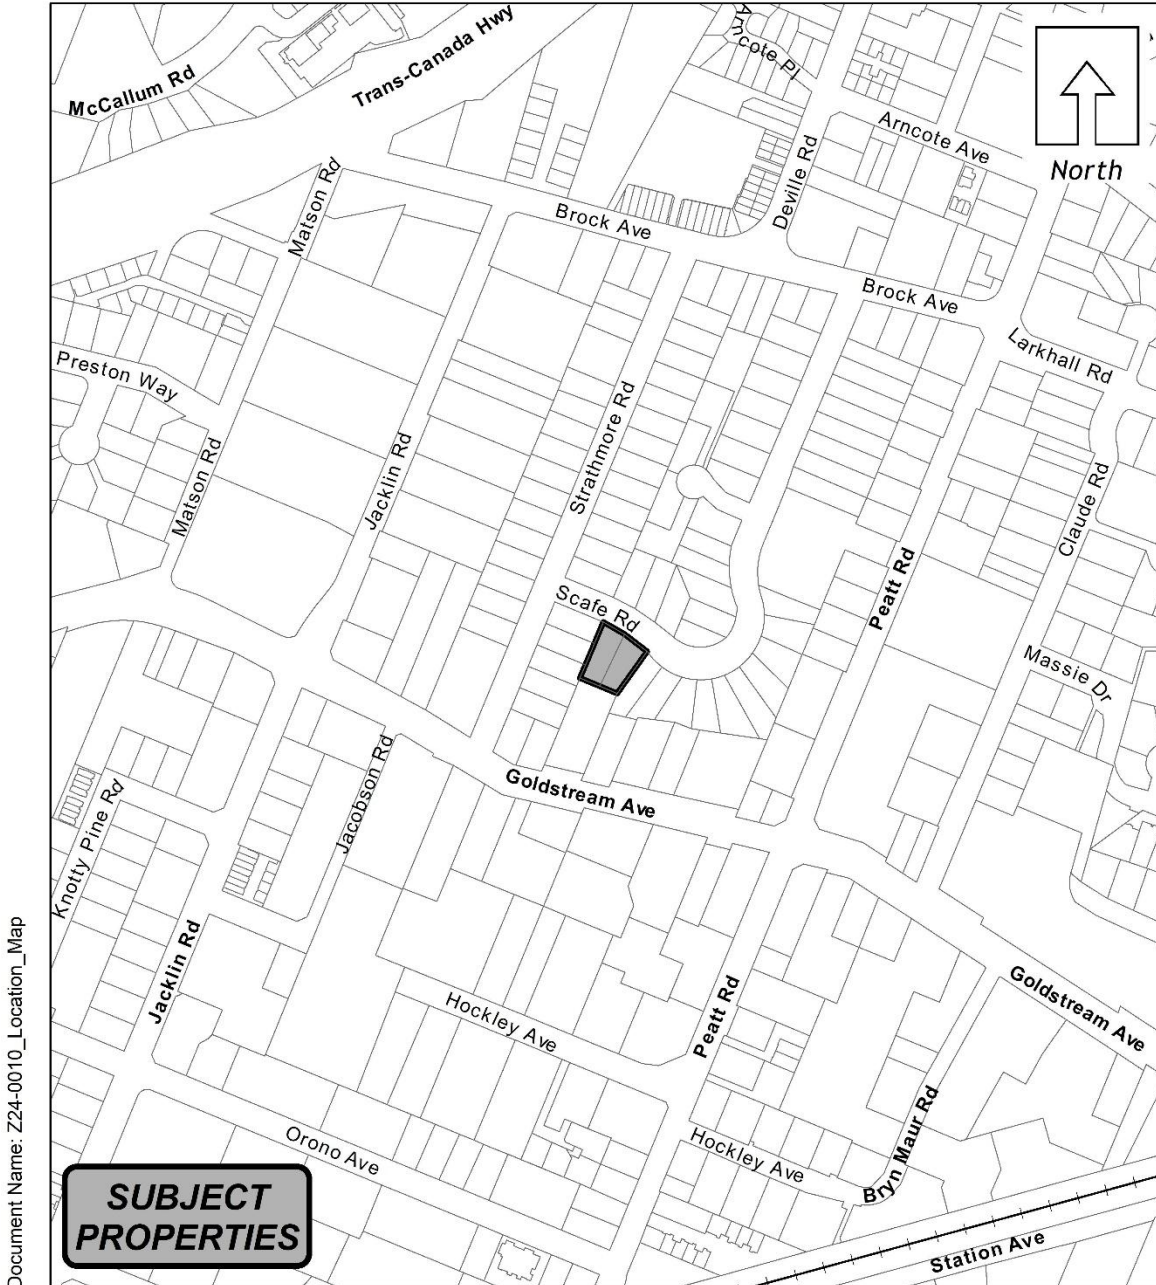 McCallum Rd
Trans-Canada Hwy
Arncote Pl
Arncote Ave
North
Matson Rd
Deville Rd
Brock Ave
Brock Ave
Larkhall Rd
Preston Way
Strathmore Rd
Jacklin Rd
Matson Rd
Claude Rd
Peatt Rd
Scafe Rd
Massie Dr
Jacobson Rd
Goldstream Ave
Knotty Pine Rd
Jacklin Rd
Hockley Ave
Peatt Rd
Goldstream Ave
Orono Ave
Hockley Ave
Bryn Maur Rd
Station Ave
SUBJECT
PROPERTIES
Document Name: Z24-0010_Location_Map